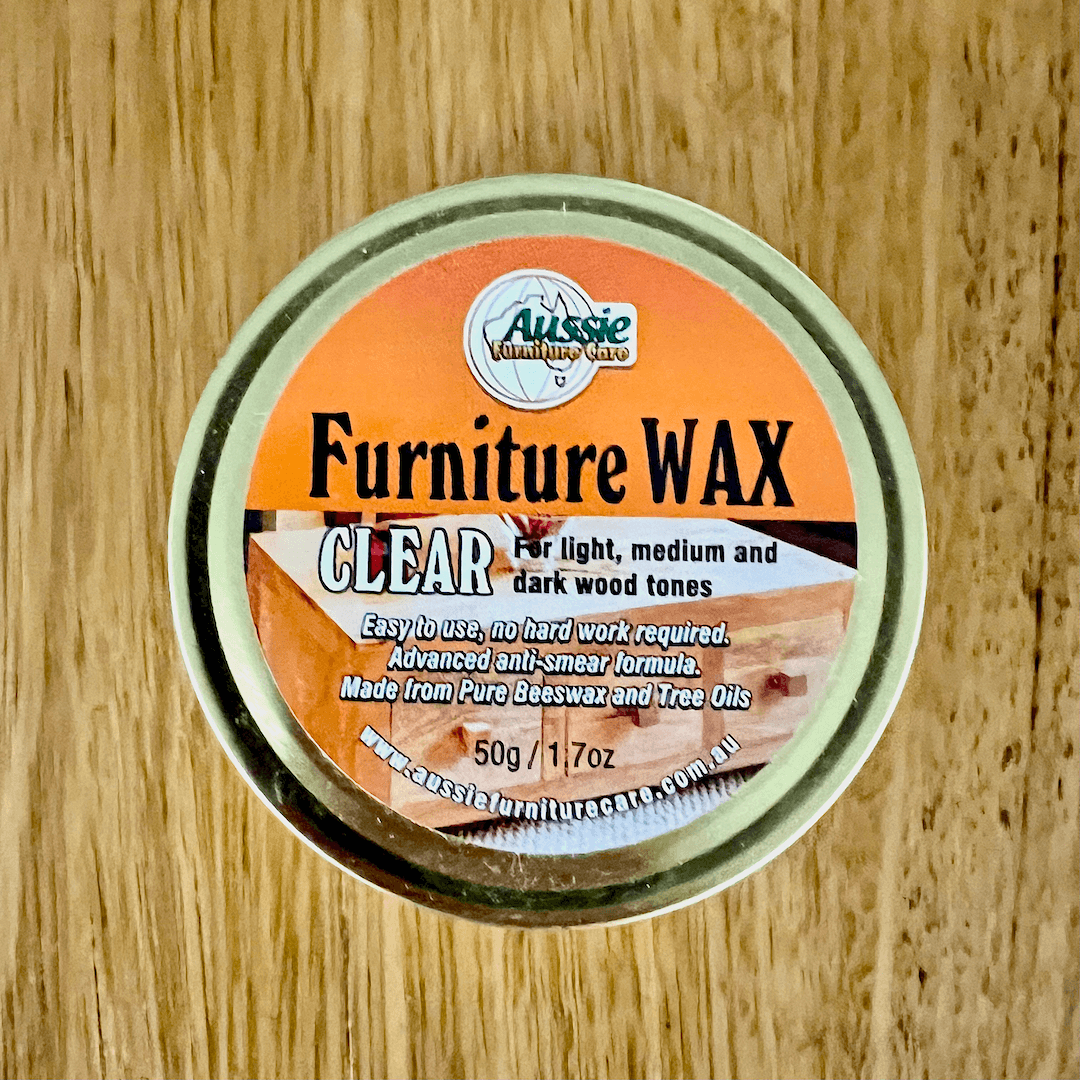 Aussie
Furniture Care
Furniture WAX
CLEAR
For light, medium and
dark wood tones
Easy to use, no hard work required.
Advanced anti-smear formula.
Made from Pure Beeswax and Tree Oils
50g / 1.7oz
www.aussiefurniturecare.com.au